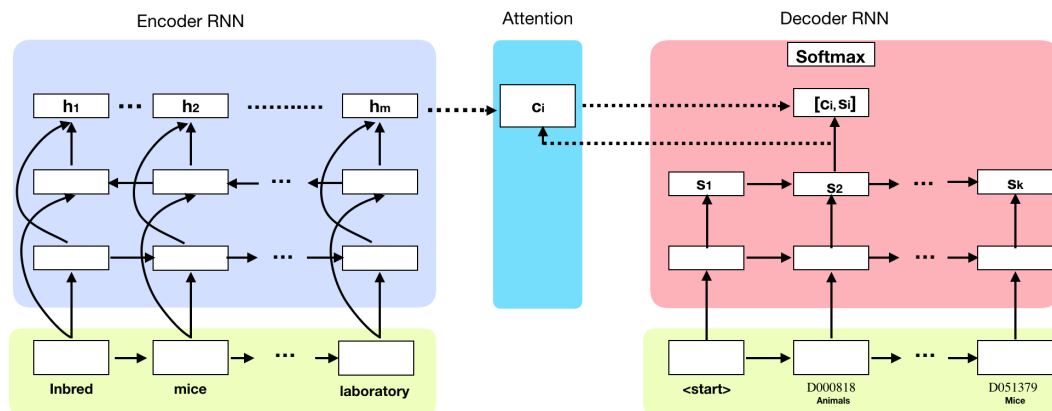 Encoder RNN
Attention
Decoder RNN
Softmax
h1 ... h2 ......... hm
ci
[ci, si]
s1
s2
...
sk
...
...
...
...
...
Inbred
mice
laboratory
<start>
D000818
Animals
D051379
Mice